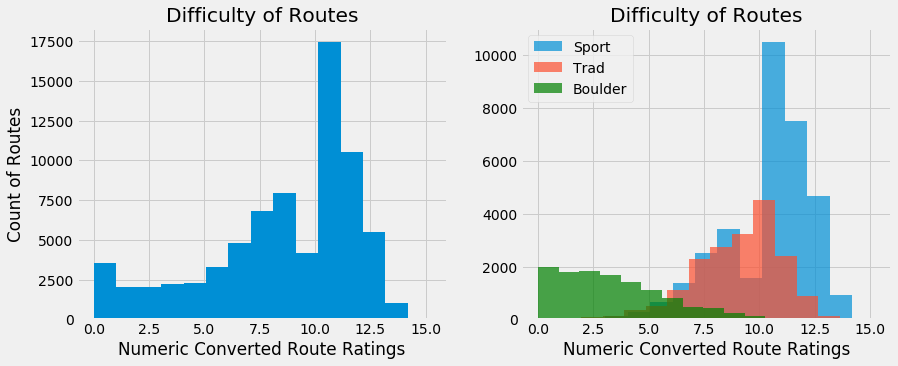 Difficulty of Routes
17500
15000
12500
10000
7500
5000
2500
0
Count of Routes
0.0 2.5 5.0 7.5 10.0 12.5 15.0
Numeric Converted Route Ratings
Difficulty of Routes
Sport
Trad
Boulder
10000
8000
6000
4000
2000
0
0.0 2.5 5.0 7.5 10.0 12.5 15.0
Numeric Converted Route Ratings